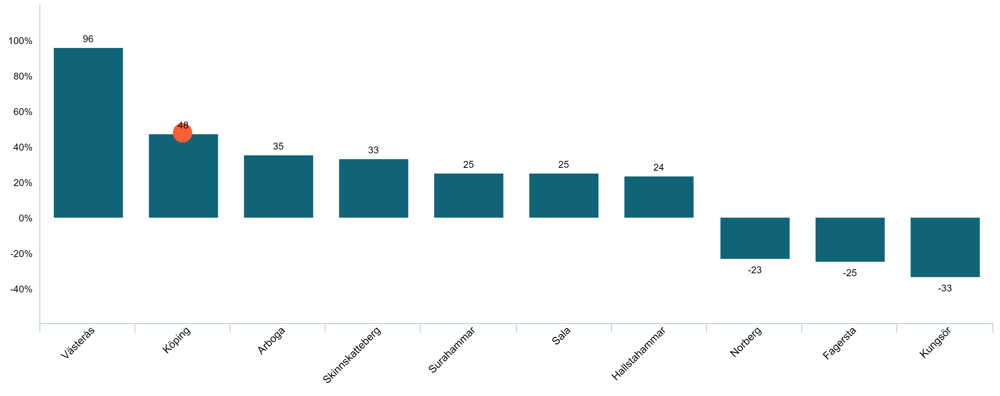 100%
80%
60%
40%
20%
0%
-20%
-40%
96
48
35
33
25
25
24
-23
-25
-33
Västerås
Köping
Arboga
Skinnskatteberg
Surahammar
Sala
Hallstahammar
Norberg
Fagersta
Kungsör